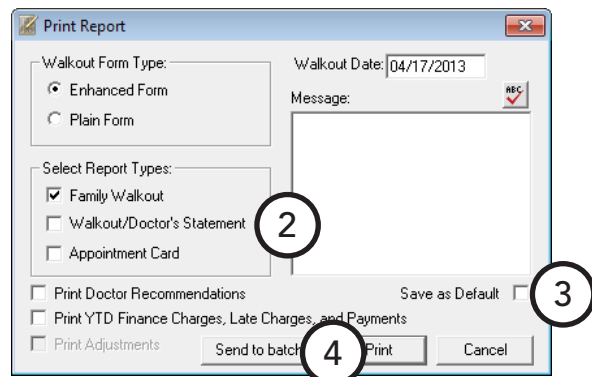 Print Report
Walkout Form Type:
Enhanced Form
Plain Form
Walkout Date: 04/17/2013
Message:
ABC
Select Report Types:
Family Walkout
Walkout/Doctor's Statement
2
Appointment Card
Print Doctor Recommendations
Save as Default
3
Print YTD Finance Charges, Late Charges, and Payments
Print Adjustments
Send to batch
4
Print
Cancel